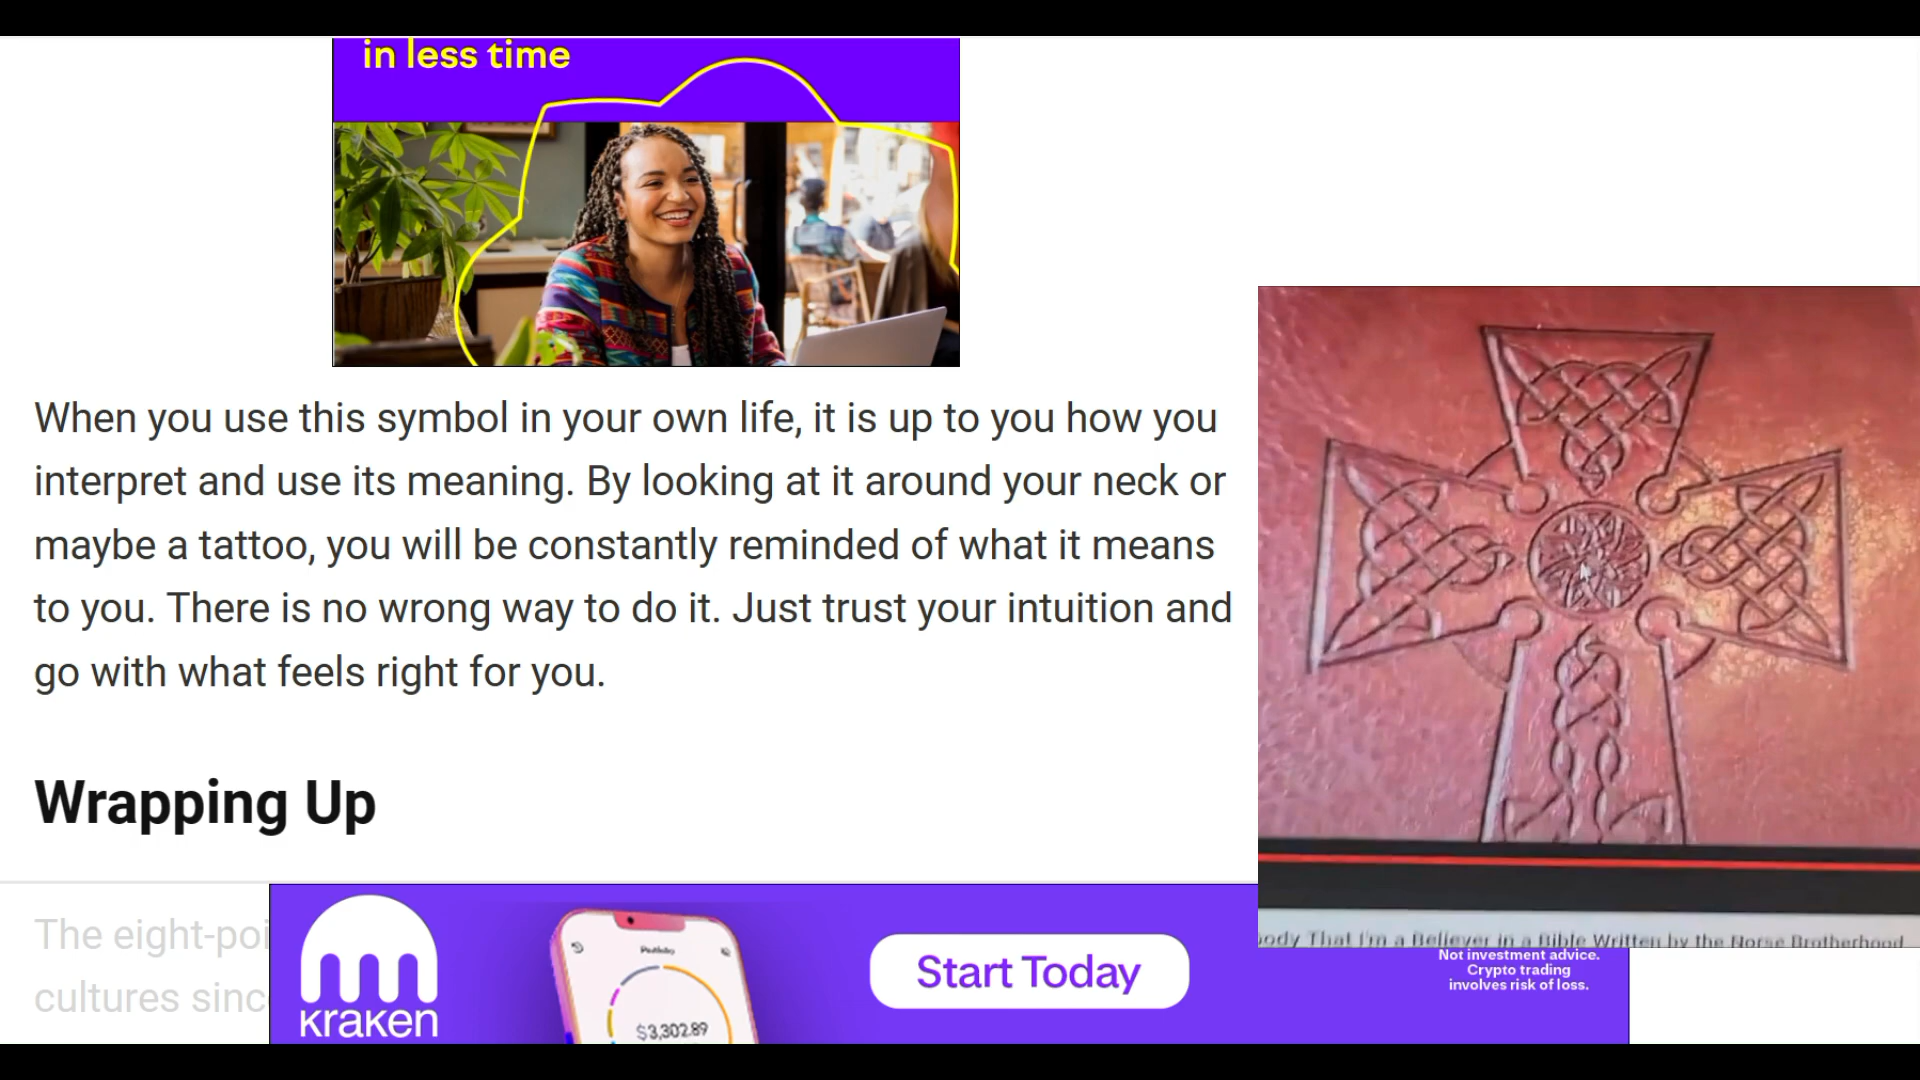 in less time
When you use this symbol in your own life, it is up to you how you
interpret and use its meaning. By looking at it around your neck or
maybe a tattoo, you will be constantly reminded of what it means
to you. There is no wrong way to do it. Just trust your intuition and
go with what feels right for you.
Wrapping Up
The eight-poi
cultures sinc
kraken
Portfolio
$3,302.89
Start Today
body That I'm a Believer in a Bible Written by the Norse Brotherhood
Not investment advice.
Crypto trading
involves risk of loss.